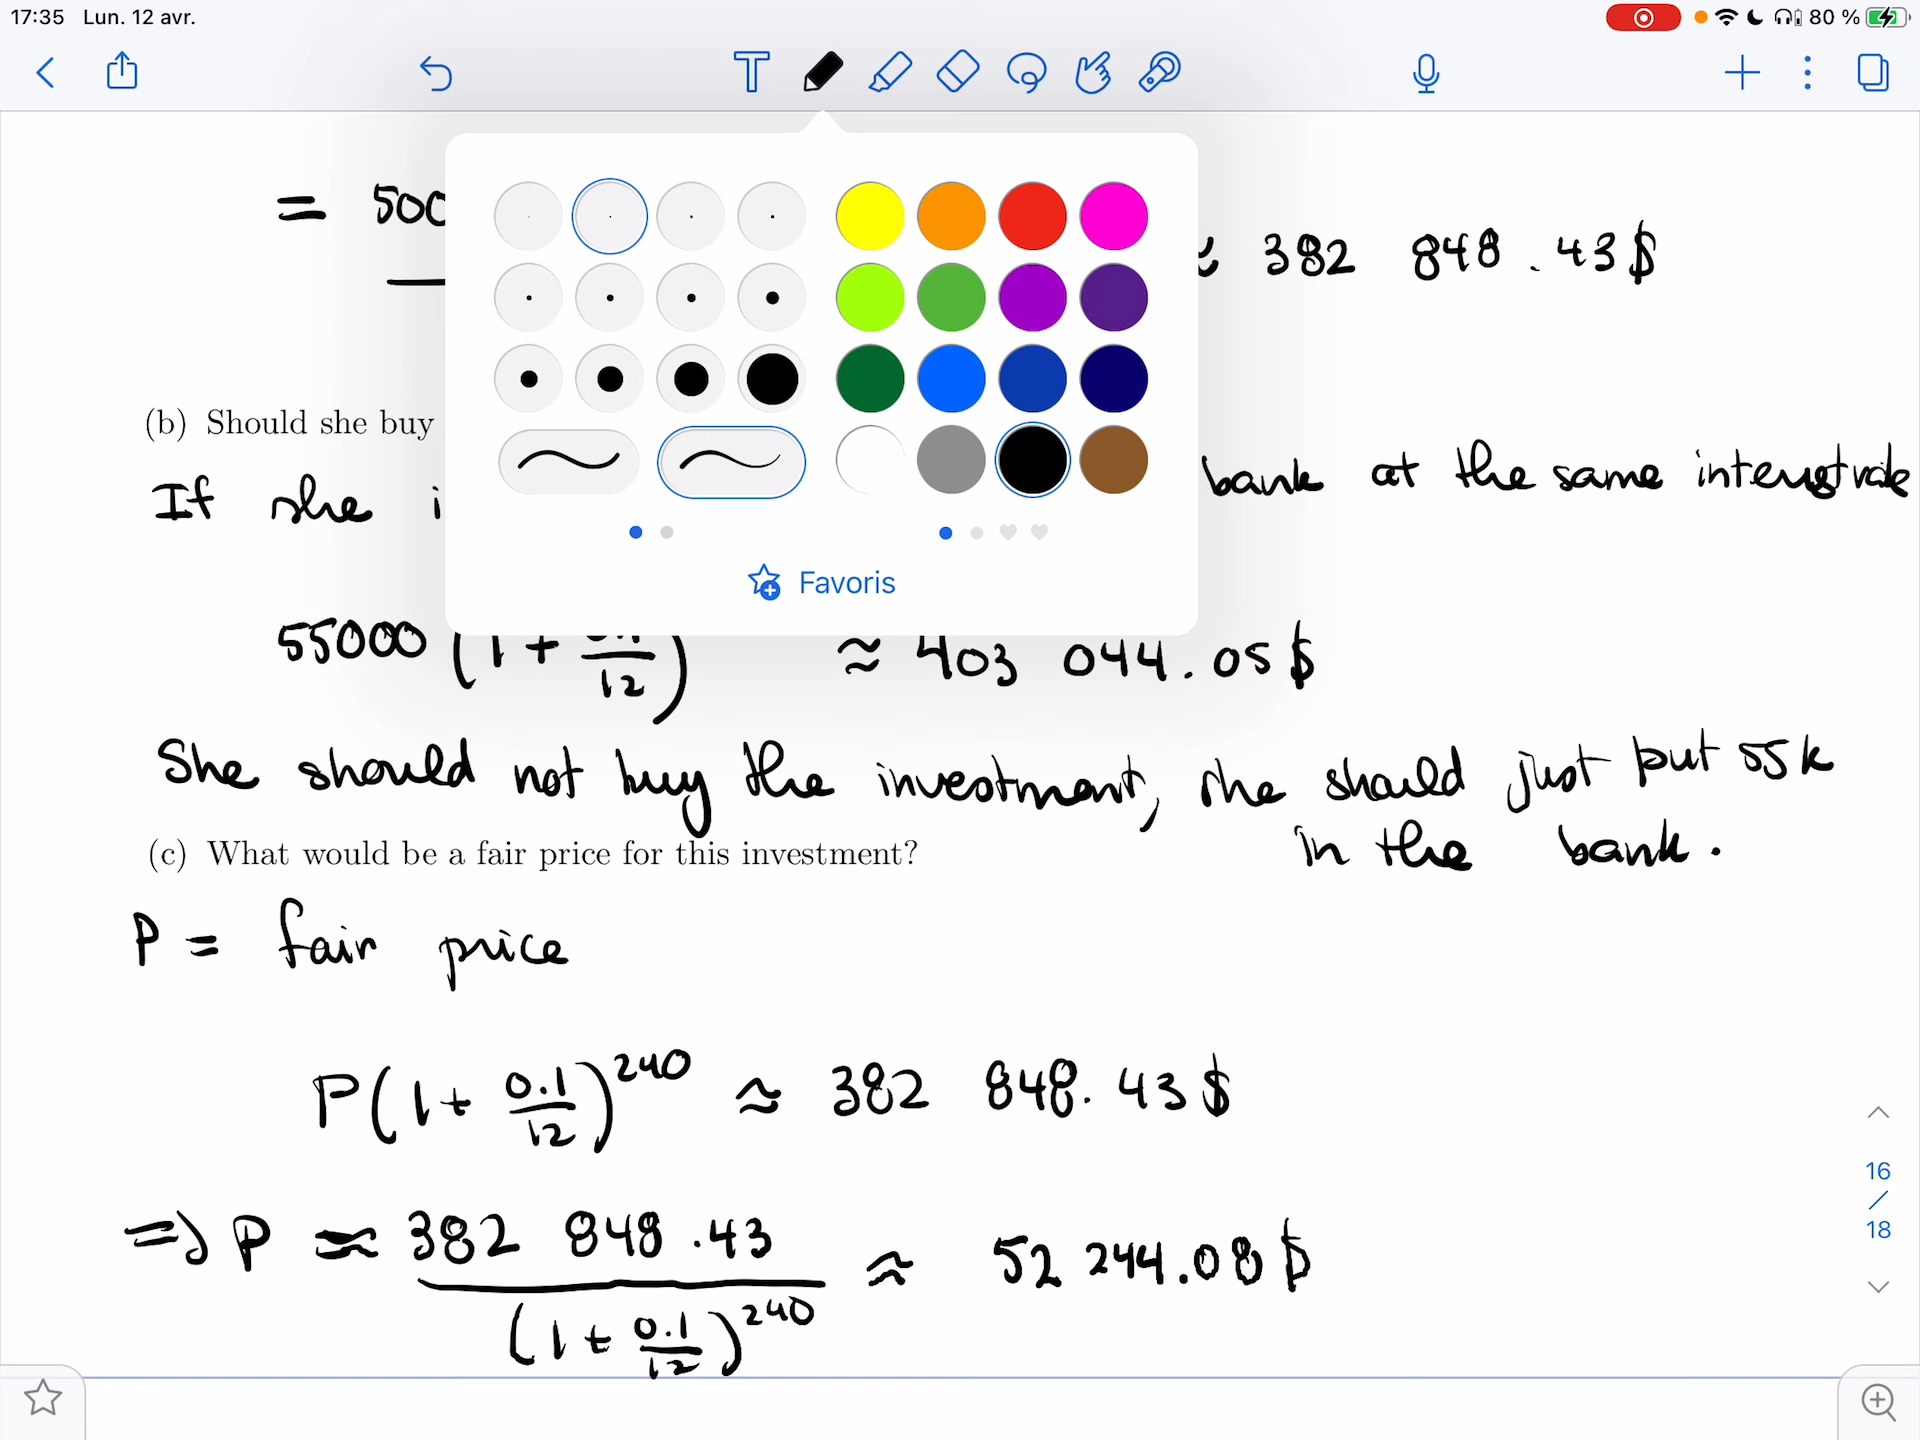 17:35 Lun. 12 avr. 80 %
= 500
382 848.43$
(b) Should she buy
If she i bank at the same interest rate
Favoris
55000 (1 + 0.1/12) ≈ 403 044.05$
She should not buy the investment, she should just put 55k
in the bank.
(c) What would be a fair price for this investment?
P = fair price
P(1 + 0.1/12)^240 ≈ 382 848.43$
16
/
18
=> P ≈ 382 848.43 / (1 + 0.1/12)^240 ≈ 52 244.08$